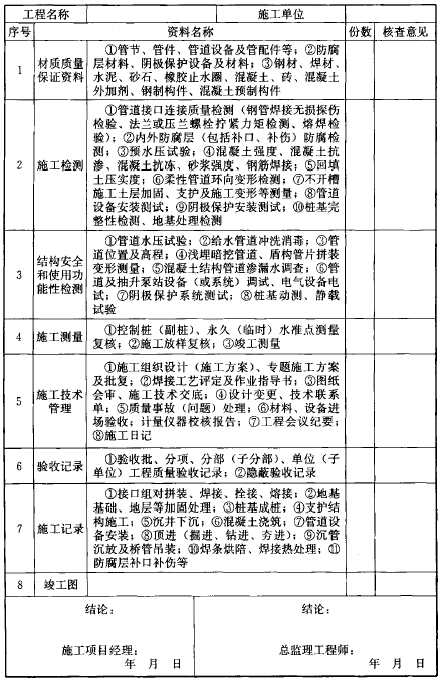 工程名称 施工单位
序号 资料名称 份数 核查意见
1 材质质量保证资料
①管节、管件、管道设备及管配件等；②防腐
层材料、阴极保护设备及材料；③钢材、焊材、
水泥、砂石、橡胶止水圈、混凝土、砖、混凝土
外加剂、钢制构件、混凝土预制构件
2 施工检测
①管道接口连接质量检测（钢管焊接无损探伤
检验、法兰或压兰螺栓拧紧力矩检测、熔焊检
验）；②内外防腐层（包括补口、补伤）防腐检
测；③预水压试验；④混凝土强度、混凝土抗
渗、混凝土抗冻、砂浆强度、钢筋焊接；⑤回填
土压实度；⑥柔性管道环向变形检测；⑦不开槽
施工土层加固、支护及施工变形等测量；⑧管道
设备安装测试；⑨阴极保护安装测试；⑩桩基完
整性检测、地基处理检测
3 结构安全和使用功能性检测
①管道水压试验；②给水管道冲洗消毒；③管
道位置及高程；④浅埋暗挖管道、盾构管片拼装
变形测量；⑤混凝土结构管道渗漏水调查；⑥管道
及抽升泵站设备（或系统）调试、电气设备电
试；⑦阴极保护系统测试；⑧桩基动测、静载
试验
4 施工测量
①控制桩（副桩）、永久（临时）水准点测量
复核；②施工放样复核；③竣工测量
5 施工技术管理
①施工组织设计（施工方案）、专题施工方案
及批复；②焊接工艺评定及作业指导书；③图纸
会审、施工技术交底；④设计变更、技术联系
单；⑤质量事故（问题）处理；⑥材料、设备进
场验收；计量仪器校核报告；⑦工程会议纪要；
⑧施工日记
6 验收记录
①验收批、分项、分部（子分部）、单位（子
单位）工程质量验收记录；②隐蔽验收记录
7 施工记录
①接口组对拼装、焊接、拴接、熔接；②地基
基础、地层等加固处理；③桩基成桩；④支护结
构施工；⑤沉井下沉；⑥混凝土浇筑；⑦管道设
备安装；⑧顶进（掘进、钻进、夯进）；⑨沉管
沉放及桥管吊装；⑩焊条烘陪、焊接热处理；⑪
防腐层补口补伤等
8 竣工图
结论： 结论：
施工项目经理： 总监理工程师：
年 月 日 年 月 日